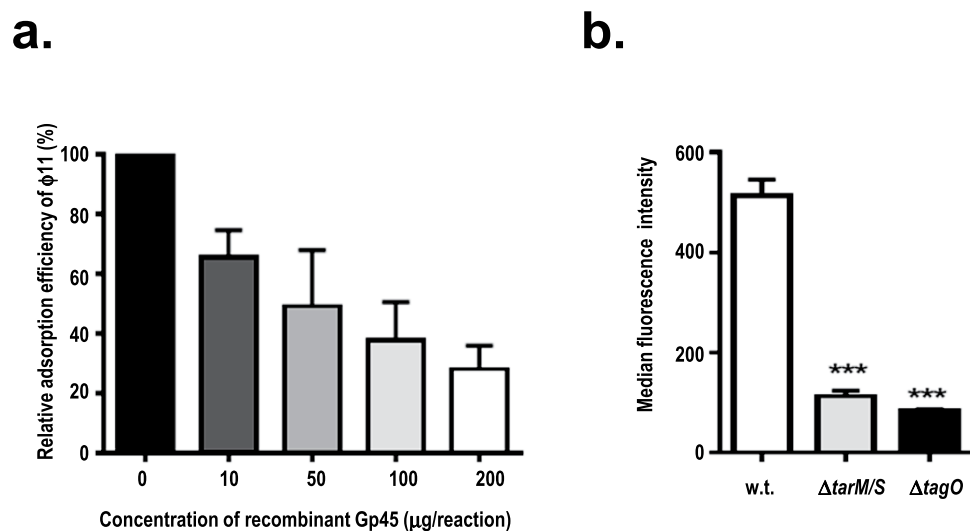 a.
Relative adsorption efficiency of ϕ11 (%)
100
80
60
40
20
0
0 10 50 100 200
Concentration of recombinant Gp45 (µg/reaction)
b.
Median fluorescence intensity
600
400
200
0
***
***
w.t. ΔtarM/S ΔtagO